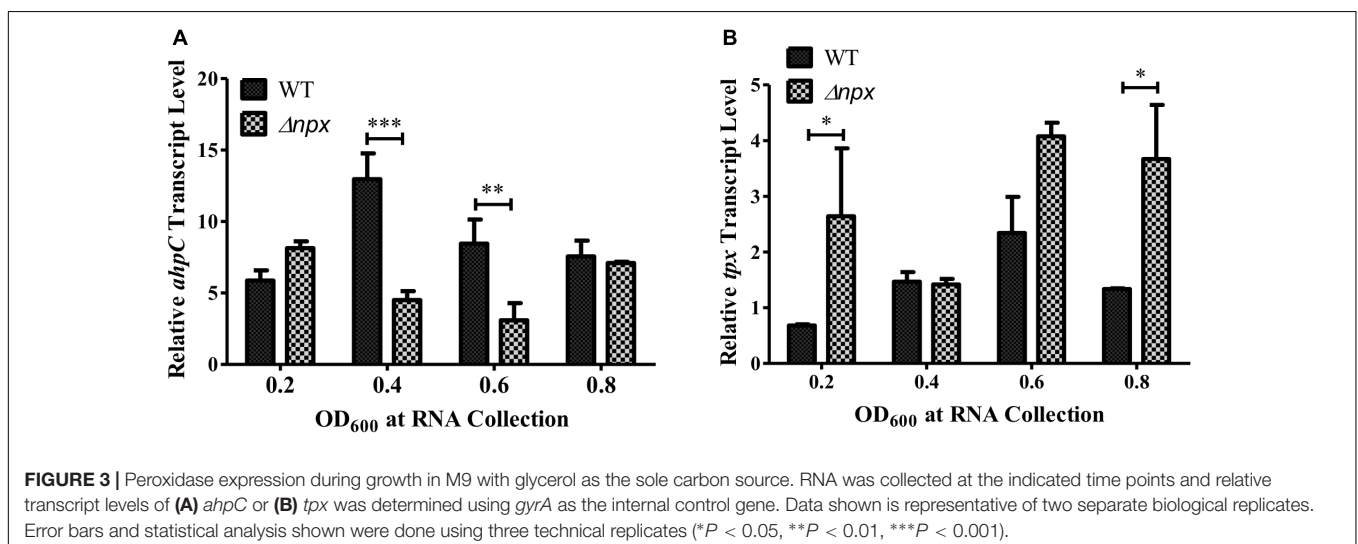 A
WT
Δnpx
Relative ahpC Transcript Level
20
15
10
5
0
***
**
0.2 0.4 0.6 0.8
OD600 at RNA Collection
B
WT
Δnpx
Relative tpx Transcript Level
5
4
3
2
1
0
*
*
0.2 0.4 0.6 0.8
OD600 at RNA Collection
FIGURE 3 | Peroxidase expression during growth in M9 with glycerol as the sole carbon source. RNA was collected at the indicated time points and relative
transcript levels of (A) ahpC or (B) tpx was determined using gyrA as the internal control gene. Data shown is representative of two separate biological replicates.
Error bars and statistical analysis shown were done using three technical replicates (*P < 0.05, **P < 0.01, ***P < 0.001).